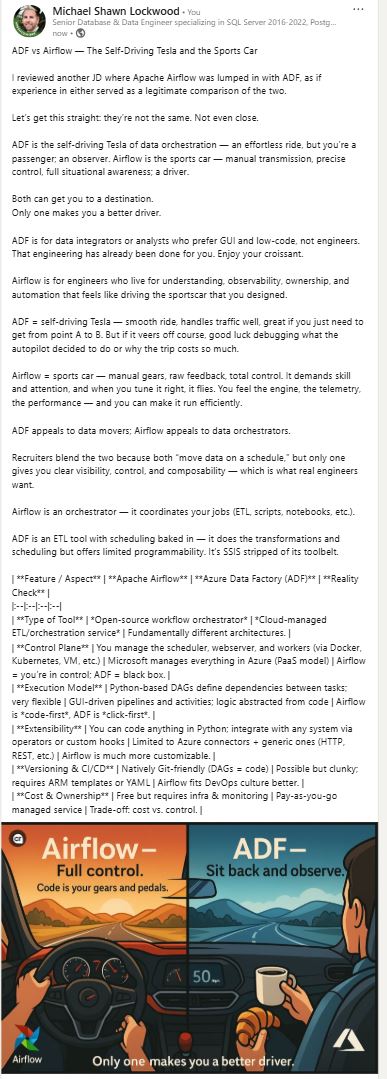 Michael Shawn Lockwood • You
Senior Database & Data Engineer specializing in SQL Server 2016-2022, Postg...
now •
ADF vs Airflow — The Self-Driving Tesla and the Sports Car
I reviewed another JD where Apache Airflow was lumped in with ADF, as if
experience in either served as a legitimate comparison of the two.
Let's get this straight: they're not the same. Not even close.
ADF is the self-driving Tesla of data orchestration — an effortless ride, but you're a
passenger; an observer. Airflow is the sports car — manual transmission, precise
control, full situational awareness; a driver.
Both can get you to a destination.
Only one makes you a better driver.
ADF is for data integrators or analysts who prefer GUI and low-code, not engineers.
That engineering has already been done for you. Enjoy your croissant.
Airflow is for engineers who live for understanding, observability, ownership, and
automation that feels like driving the sportscar that you designed.
ADF = self-driving Tesla — smooth ride, handles traffic well, great if you just need to
get from point A to B. But if it veers off course, good luck debugging what the
autopilot decided to do or why the trip costs so much.
Airflow = sports car — manual gears, raw feedback, total control. It demands skill
and attention, and when you tune it right, it flies. You feel the engine, the telemetry,
the performance — and you can make it run efficiently.
ADF appeals to data movers; Airflow appeals to data orchestrators.
Recruiters blend the two because both "move data on a schedule," but only one
gives you clear visibility, control, and composability — which is what real engineers
want.
Airflow is an orchestrator — it coordinates your jobs (ETL, scripts, notebooks, etc.).
ADF is an ETL tool with scheduling baked in — it does the transformations and
scheduling but offers limited programmability. It's SSIS stripped of its toolbelt.
| **Feature / Aspect** | **Apache Airflow** | **Azure Data Factory (ADF)** | **Reality
Check** |
|:--|:--|:--|:--|
| **Type of Tool** | *Open-source workflow orchestrator* | *Cloud-managed
ETL/orchestration service* | Fundamentally different architectures. |
| **Control Plane** | You manage the scheduler, webserver, and workers (via Docker,
Kubernetes, VM, etc.) | Microsoft manages everything in Azure (PaaS model) | Airflow
= you're in control; ADF = black box. |
| **Execution Model** | Python-based DAGs define dependencies between tasks;
very flexible | GUI-driven pipelines and activities; logic abstracted from code | Airflow
is *code-first*, ADF is *click-first*. |
| **Extensibility** | You can code anything in Python; integrate with any system via
operators or custom hooks | Limited to Azure connectors + generic ones (HTTP,
REST, etc.) | Airflow is much more customizable. |
| **Versioning & CI/CD** | Natively Git-friendly (DAGs = code) | Possible but clunky;
requires ARM templates or YAML | Airflow fits DevOps culture better. |
| **Cost & Ownership** | Free but requires infra & monitoring | Pay-as-you-go
managed service | Trade-off: cost vs. control. |
Airflow–
Full control.
Code is your gears and pedals.
ADF–
Sit back and observe.
50
Airflow
Only one makes you a better driver.